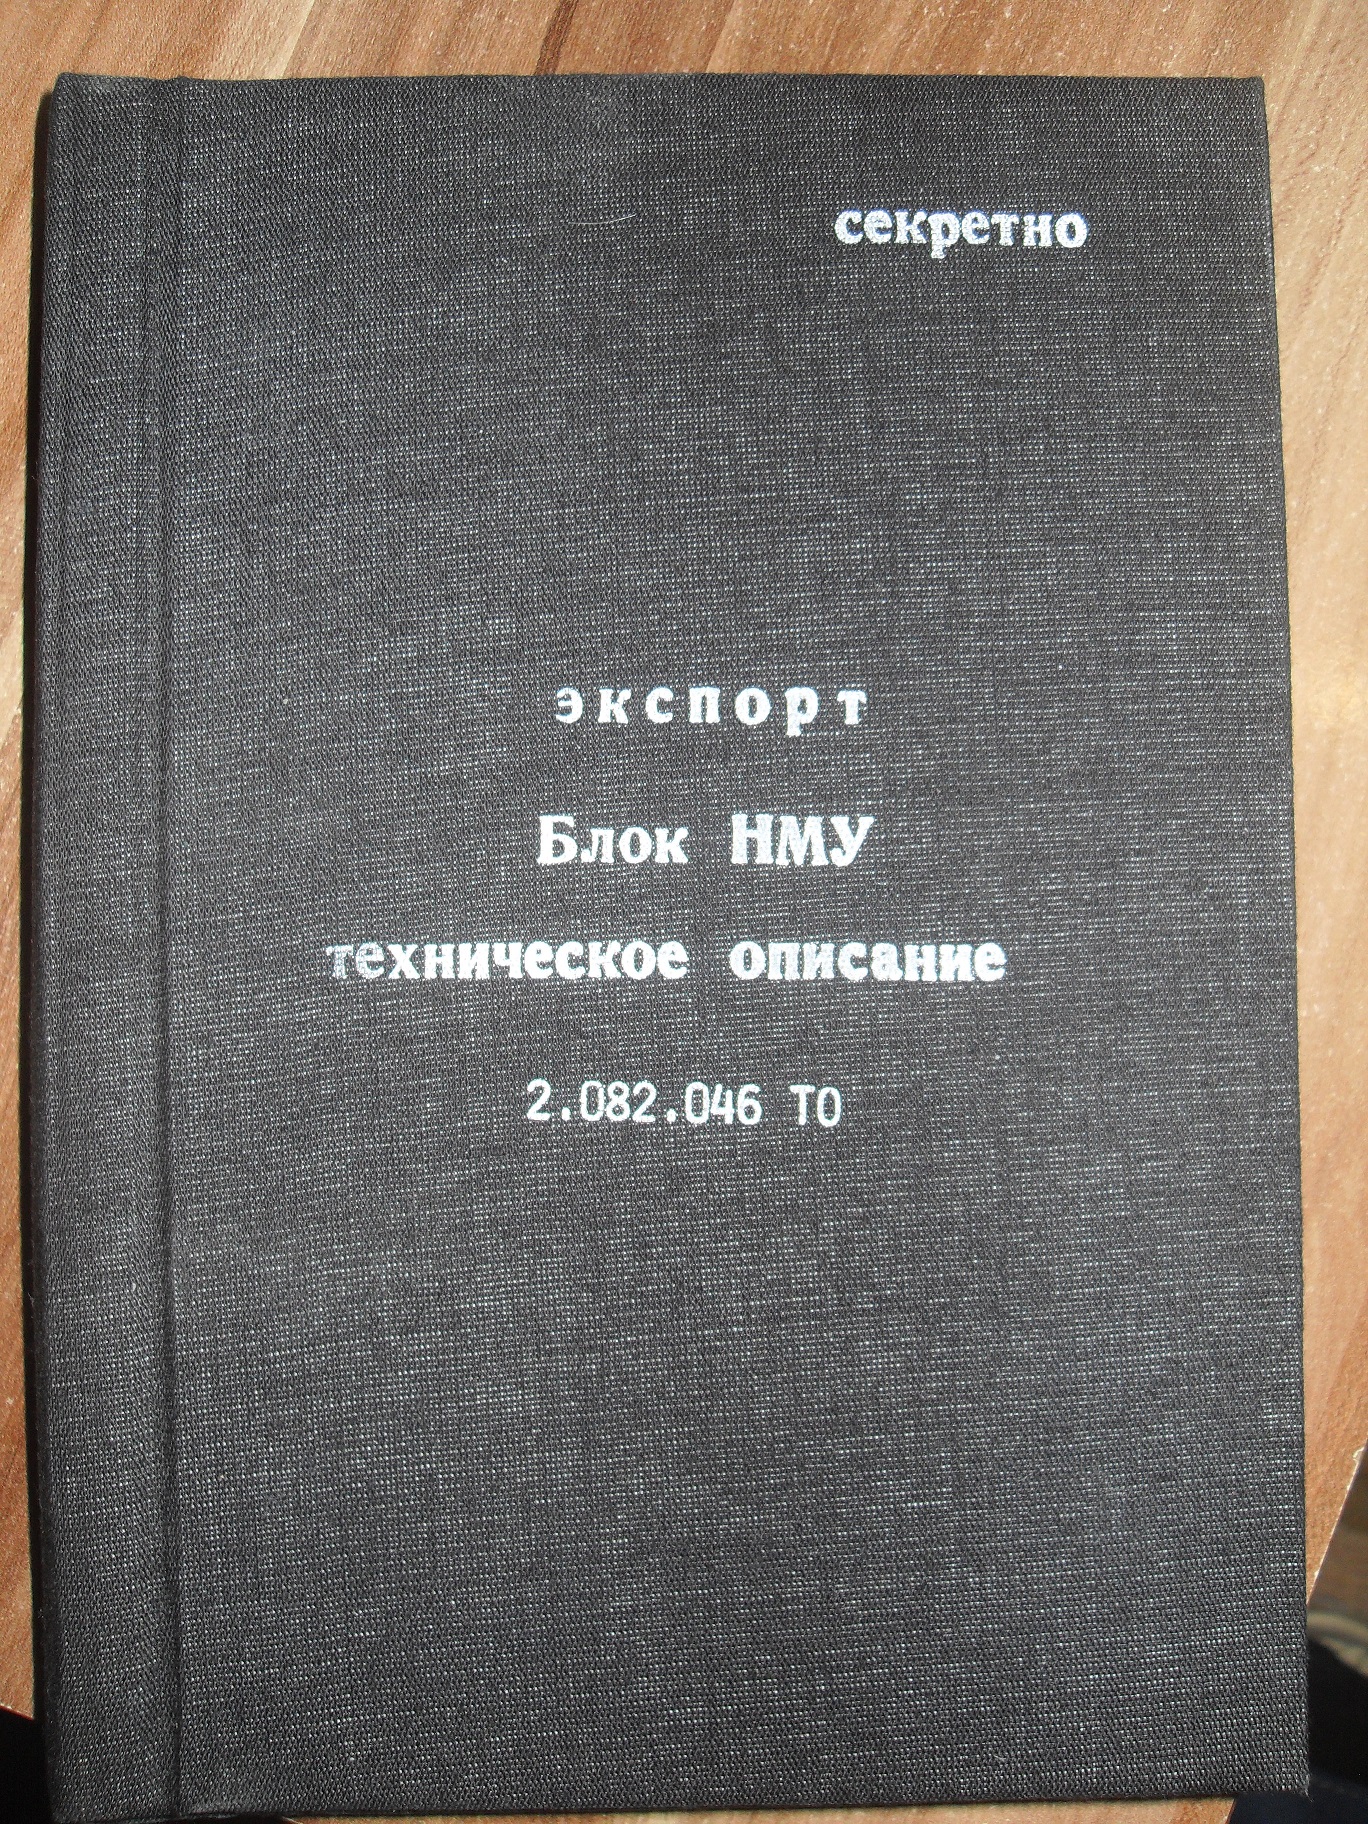 секретно
экспорт
Блок НМУ
техническое описание
2.082.046 ТО